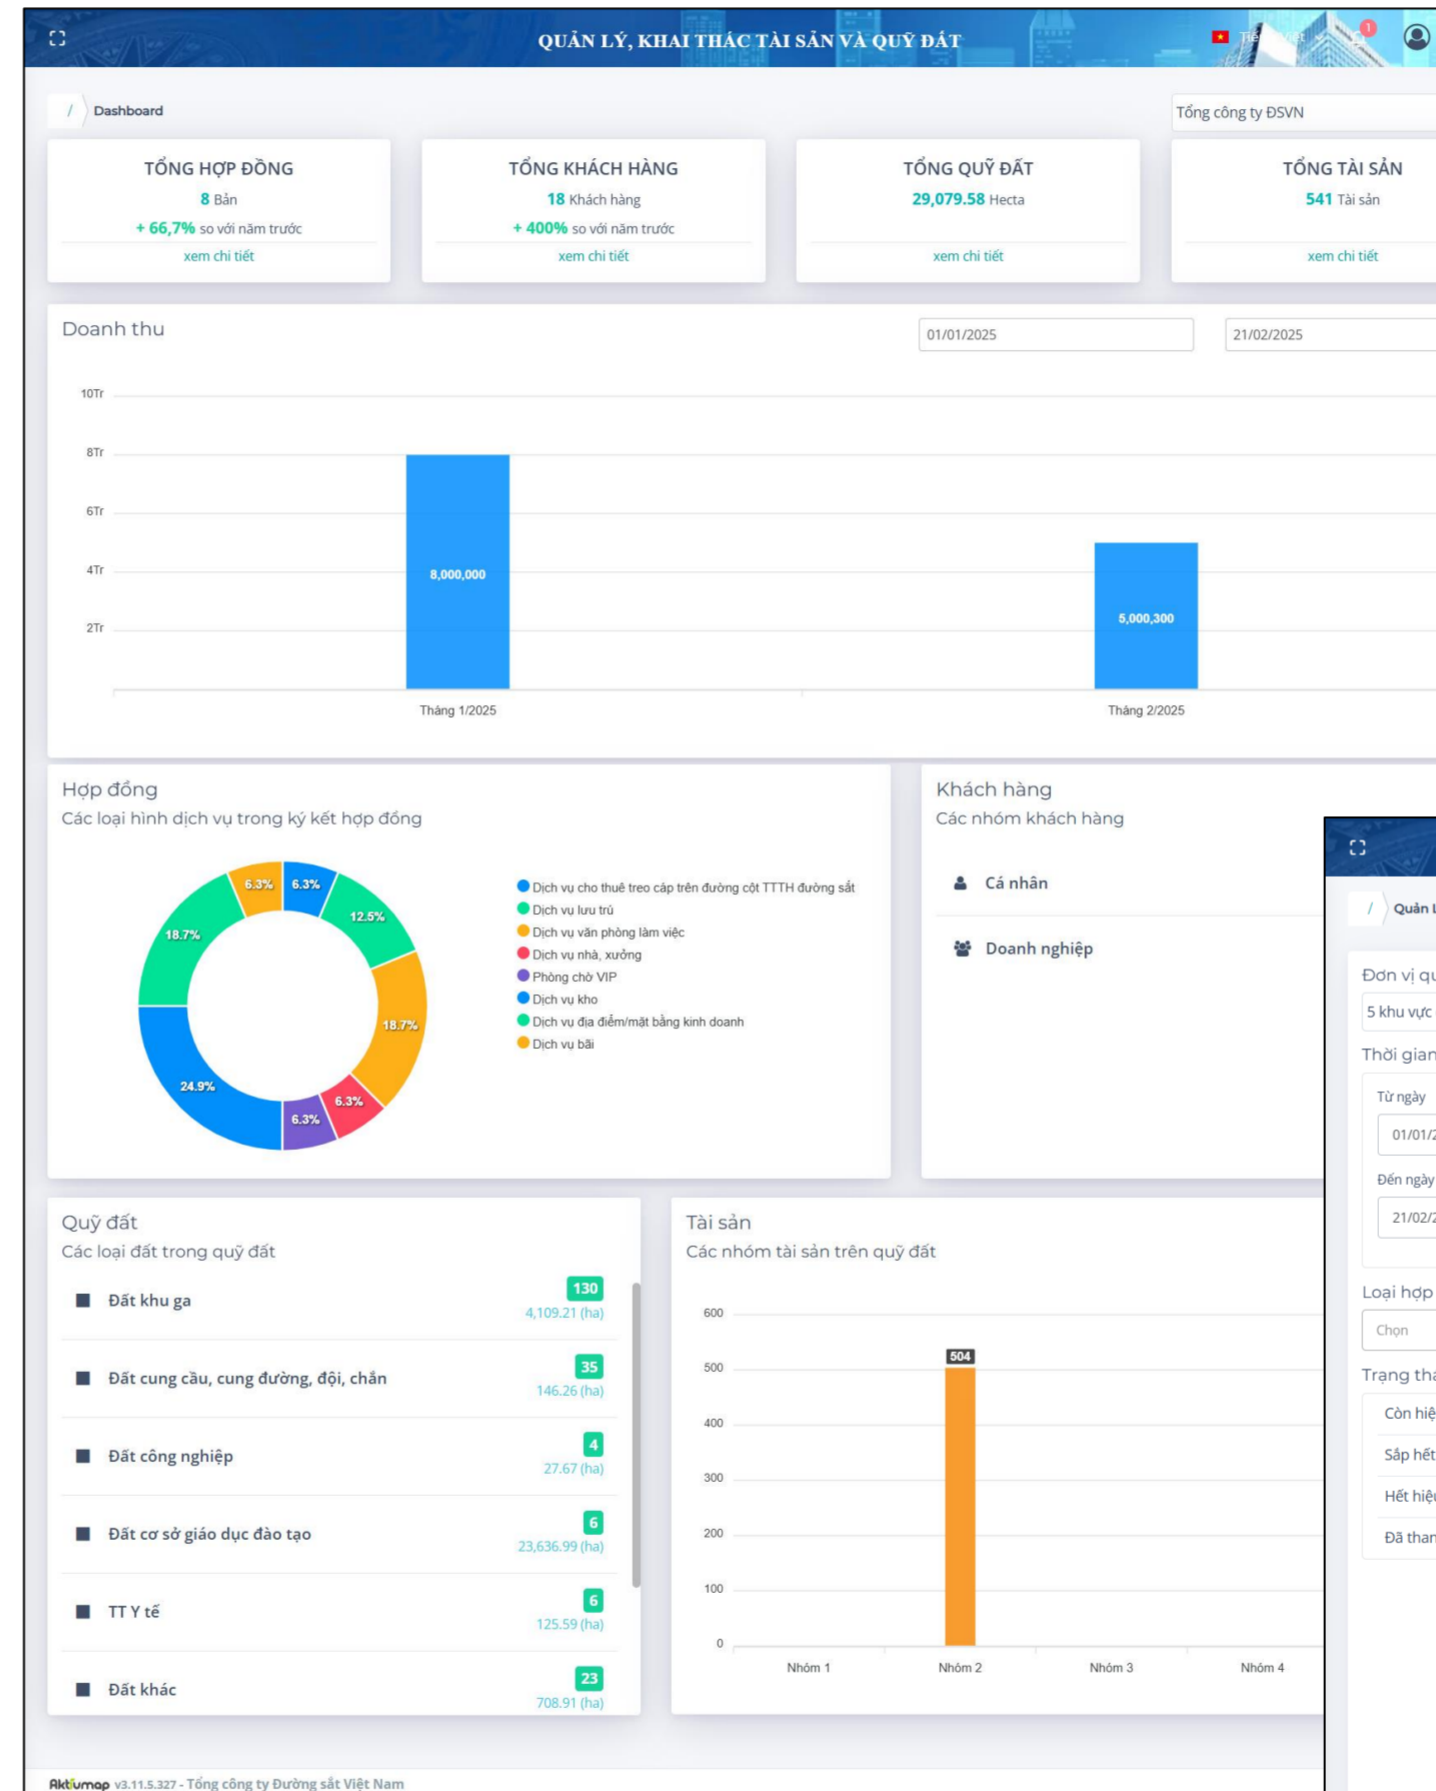 QUẢN LÝ, KHAI THÁC TÀI SẢN VÀ QUỸ ĐẤT
1
/ Dashboard
Tổng công ty ĐSVN
TỔNG HỢP ĐỒNG
8 Bản
+ 66,7% so với năm trước
xem chi tiết
TỔNG KHÁCH HÀNG
18 Khách hàng
+ 400% so với năm trước
xem chi tiết
TỔNG QUỸ ĐẤT
29,079.58 Hecta
xem chi tiết
TỔNG TÀI SẢN
541 Tài sản
xem chi tiết
Doanh thu
01/01/2025
21/02/2025
10Tr
8Tr
6Tr
4Tr
2Tr
8,000,000
5,000,300
Tháng 1/2025
Tháng 2/2025
Hợp đồng
Các loại hình dịch vụ trong ký kết hợp đồng
6.3%
6.3%
12.5%
18.7%
18.7%
24.9%
6.3%
6.3%
Dịch vụ cho thuê treo cáp trên đường cột TTTH đường sắt
Dịch vụ lưu trú
Dịch vụ văn phòng làm việc
Dịch vụ nhà, xưởng
Phòng chờ VIP
Dịch vụ kho
Dịch vụ địa điểm/mặt bằng kinh doanh
Dịch vụ bãi
Khách hàng
Các nhóm khách hàng
Cá nhân
Doanh nghiệp
Quỹ đất
Các loại đất trong quỹ đất
Đất khu ga
130
4,109.21 (ha)
Đất cung cầu, cung đường, đội, chắn
35
146.26 (ha)
Đất công nghiệp
4
27.67 (ha)
Đất cơ sở giáo dục đào tạo
6
23,636.99 (ha)
TT Y tế
6
125.59 (ha)
Đất khác
23
708.91 (ha)
Tài sản
Các nhóm tài sản trên quỹ đất
600
500
400
300
200
100
0
504
Nhóm 1
Nhóm 2
Nhóm 3
Nhóm 4
/ Quản
Đơn vị
5 khu vực
Thời gian
Từ ngày
01/01/
Đến ngày
21/02/
Loại hợp
Chọn
Trạng
Còn
Sắp hết
Hết
Đã
Aktiumap v3.11.5.327 - Tổng công ty Đường sắt Việt Nam